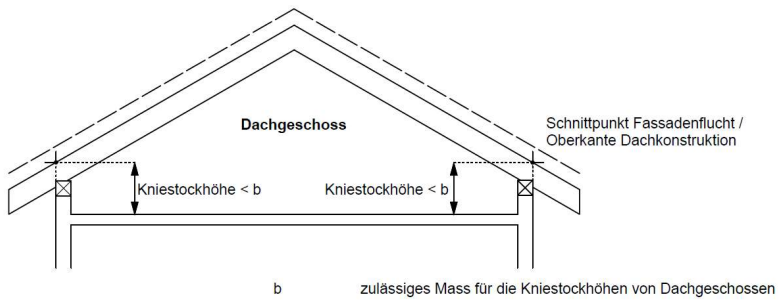 Dachgeschoss
Schnittpunkt Fassadenflucht /
Oberkante Dachkonstruktion
Kniestockhöhe < b
Kniestockhöhe < b
b zulässiges Mass für die Kniestockhöhen von Dachgeschossen